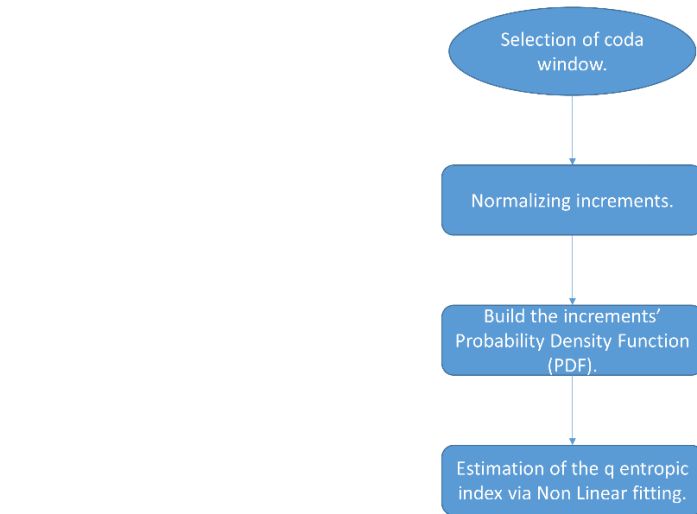 Selection of coda
window.
Normalizing increments.
Build the increments’
Probability Density Function
(PDF).
Estimation of the q entropic
index via Non Linear fitting.